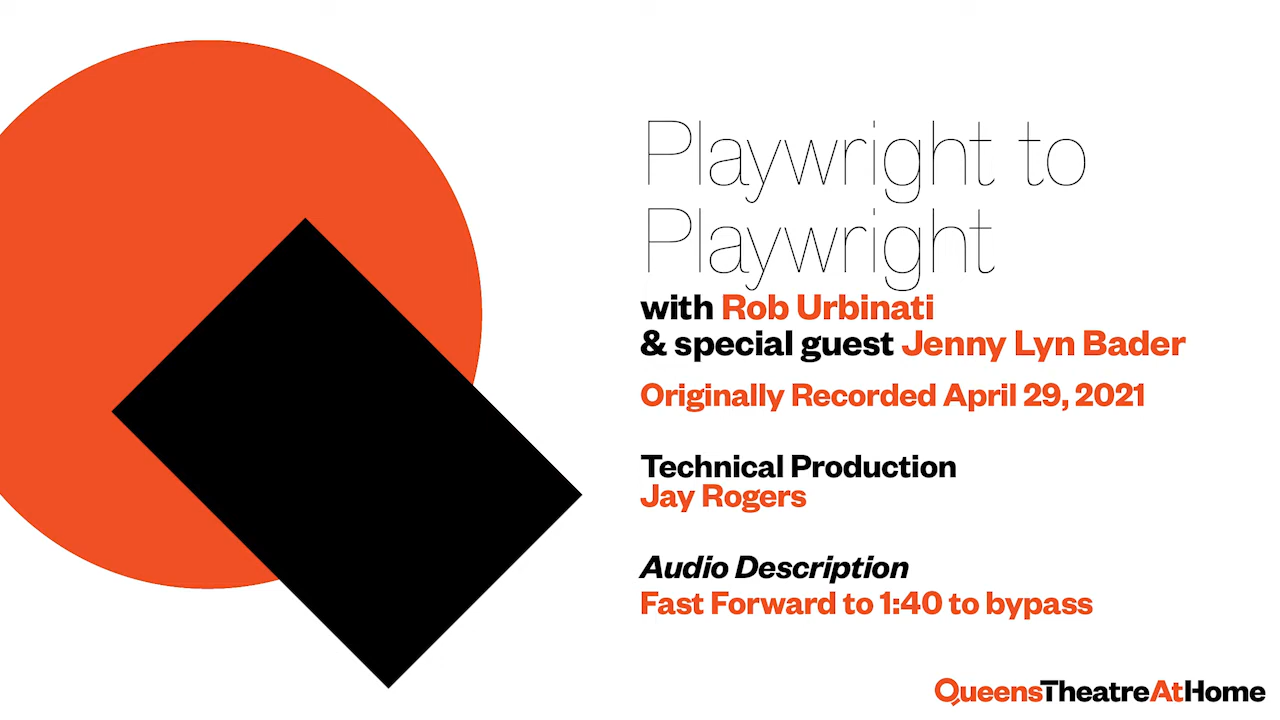 Playwright to
Playwright
with Rob Urbinati
& special guest Jenny Lyn Bader
Originally Recorded April 29, 2021
Technical Production
Jay Rogers
Audio Description
Fast Forward to 1:40 to bypass
QueensTheatreAtHome